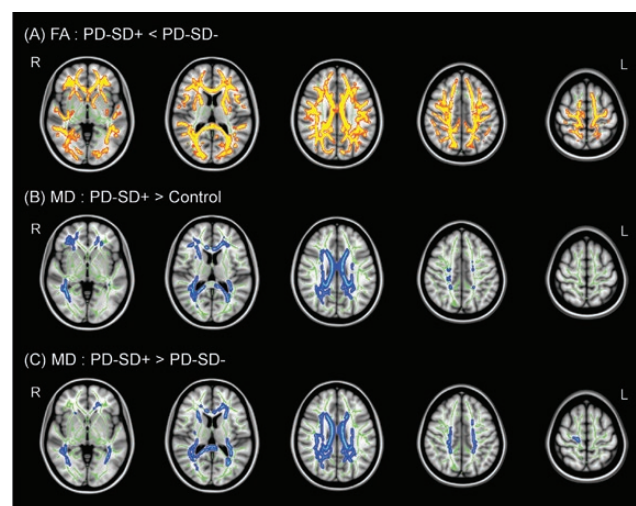 (A) FA : PD-SD+ < PD-SD-
R
L
(B) MD : PD-SD+ > Control
R
L
(C) MD : PD-SD+ > PD-SD-
R
L